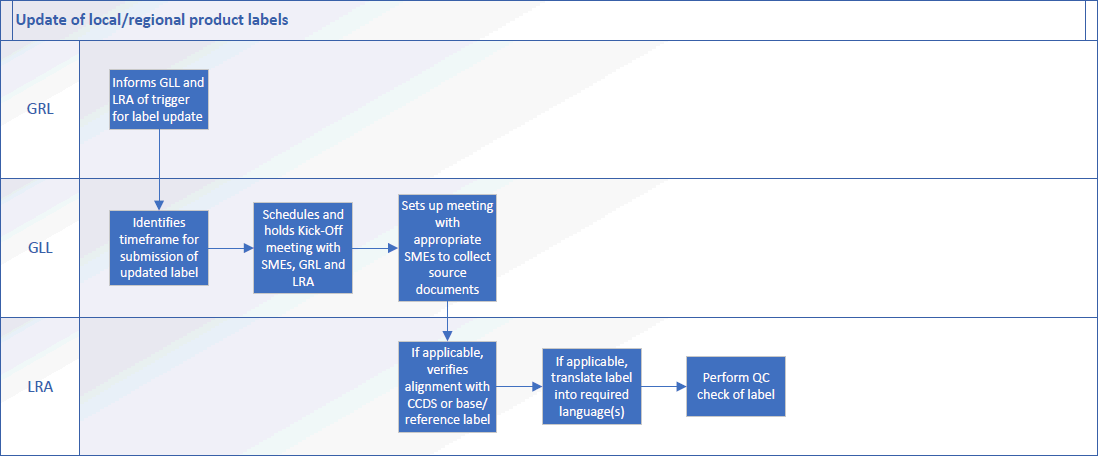 Update of local/regional product labels
GRL
Informs GLL and
LRA of trigger
for label update
GLL
Identifies
timeframe for
submission of
updated label
Schedules and
holds Kick-Off
meeting with
SMEs, GRL and
LRA
Sets up meeting
with
appropriate
SMEs to collect
source
documents
LRA
If applicable,
verifies
alignment with
CCDS or base/
reference label
If applicable,
translate label
into required
language(s)
Perform QC
check of label